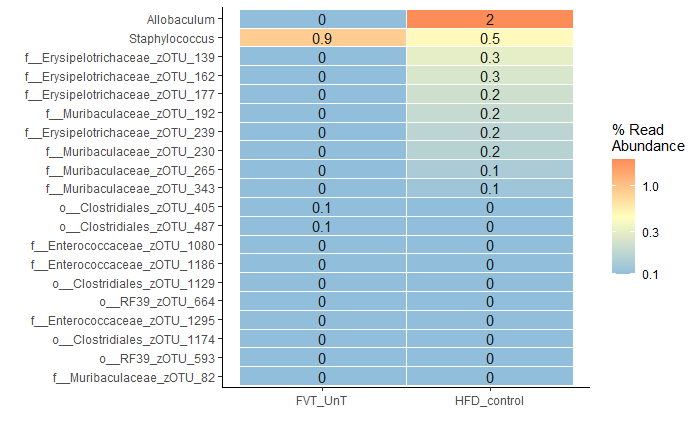 Allobaculum 0 2
Staphylococcus 0.9 0.5
f__Erysipelotrichaceae_zOTU_139 0 0.3
f__Erysipelotrichaceae_zOTU_162 0 0.3
f__Erysipelotrichaceae_zOTU_177 0 0.2
f__Muribaculaceae_zOTU_192 0 0.2
f__Erysipelotrichaceae_zOTU_239 0 0.2
f__Muribaculaceae_zOTU_230 0 0.2
f__Muribaculaceae_zOTU_265 0 0.1
f__Muribaculaceae_zOTU_343 0 0.1
o__Clostridiales_zOTU_405 0.1 0
o__Clostridiales_zOTU_487 0.1 0
f__Enterococcaceae_zOTU_1080 0 0
f__Enterococcaceae_zOTU_1186 0 0
o__Clostridiales_zOTU_1129 0 0
o__RF39_zOTU_664 0 0
f__Enterococcaceae_zOTU_1295 0 0
o__Clostridiales_zOTU_1174 0 0
o__RF39_zOTU_593 0 0
f__Muribaculaceae_zOTU_82 0 0
FVT_UnT HFD_control
% Read
Abundance
1.0
0.3
0.1